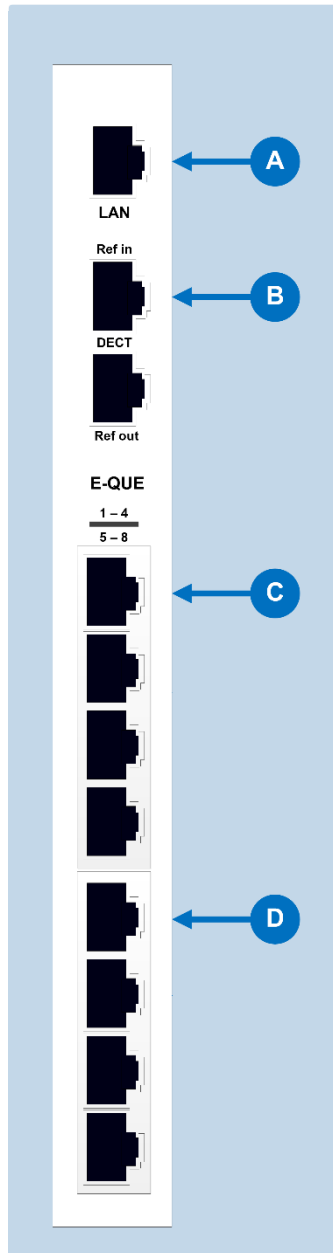 A
LAN
Ref in
B
DECT
Ref out
E-QUE
1 – 4
5 – 8
C
D